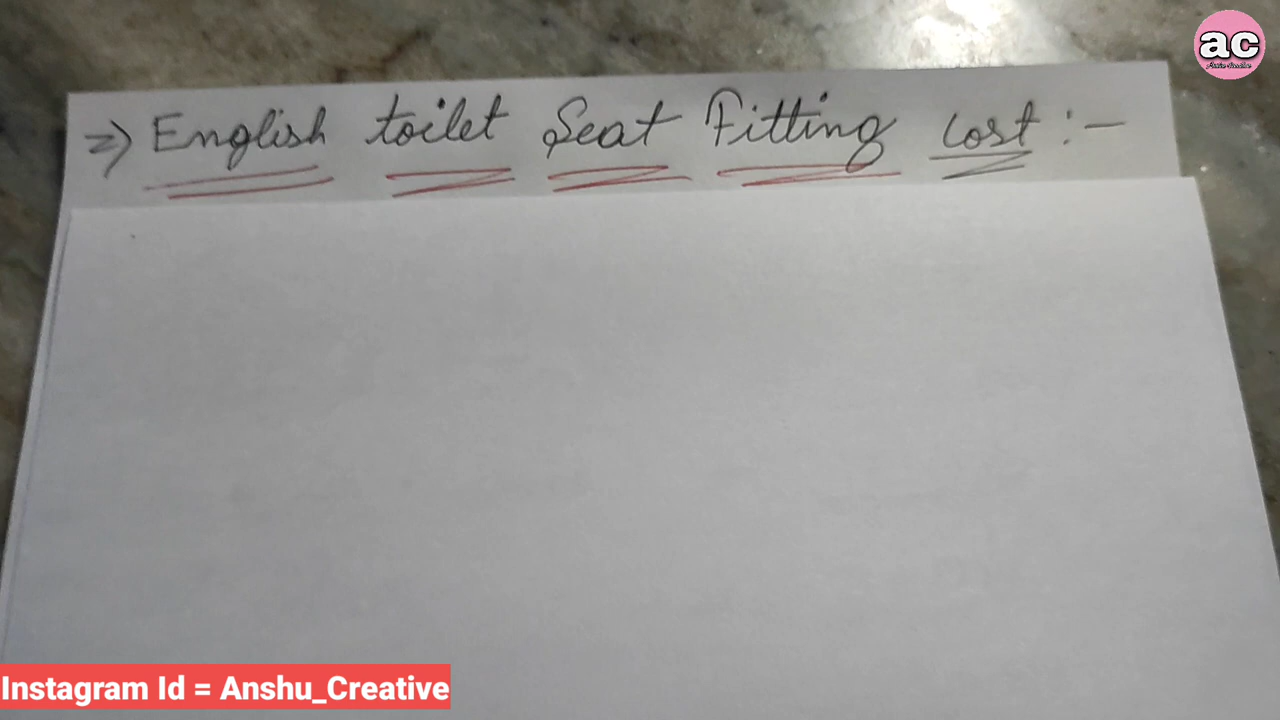 ac
=> English toilet Seat Fitting Cost :-
Instagram Id = Anshu_Creative